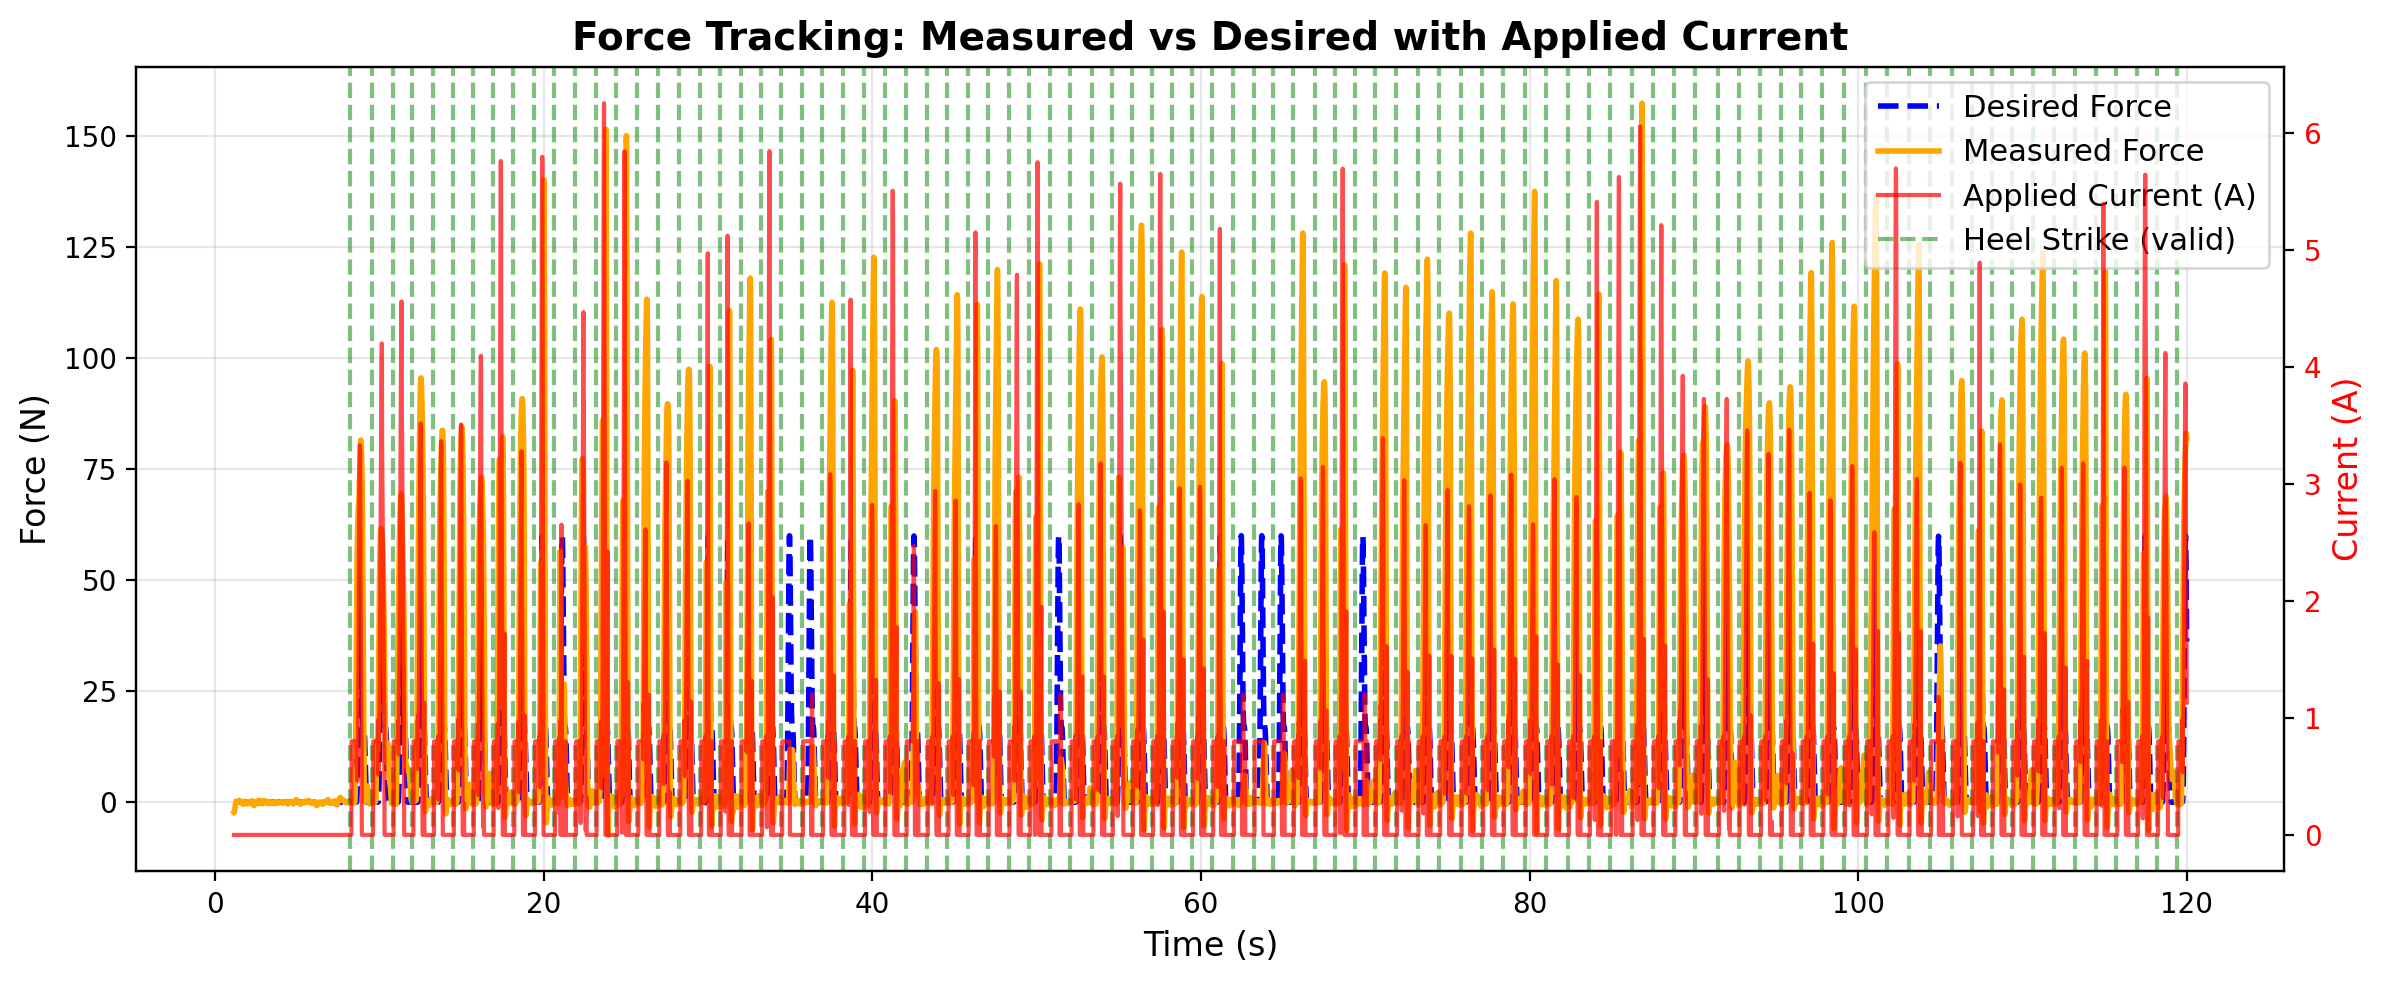 Force Tracking: Measured vs Desired with Applied Current
Desired Force
Measured Force
Applied Current (A)
Heel Strike (valid)
Force (N)
150
125
100
75
50
25
0
Current (A)
6
5
4
3
2
1
0
0 20 40 60 80 100 120
Time (s)